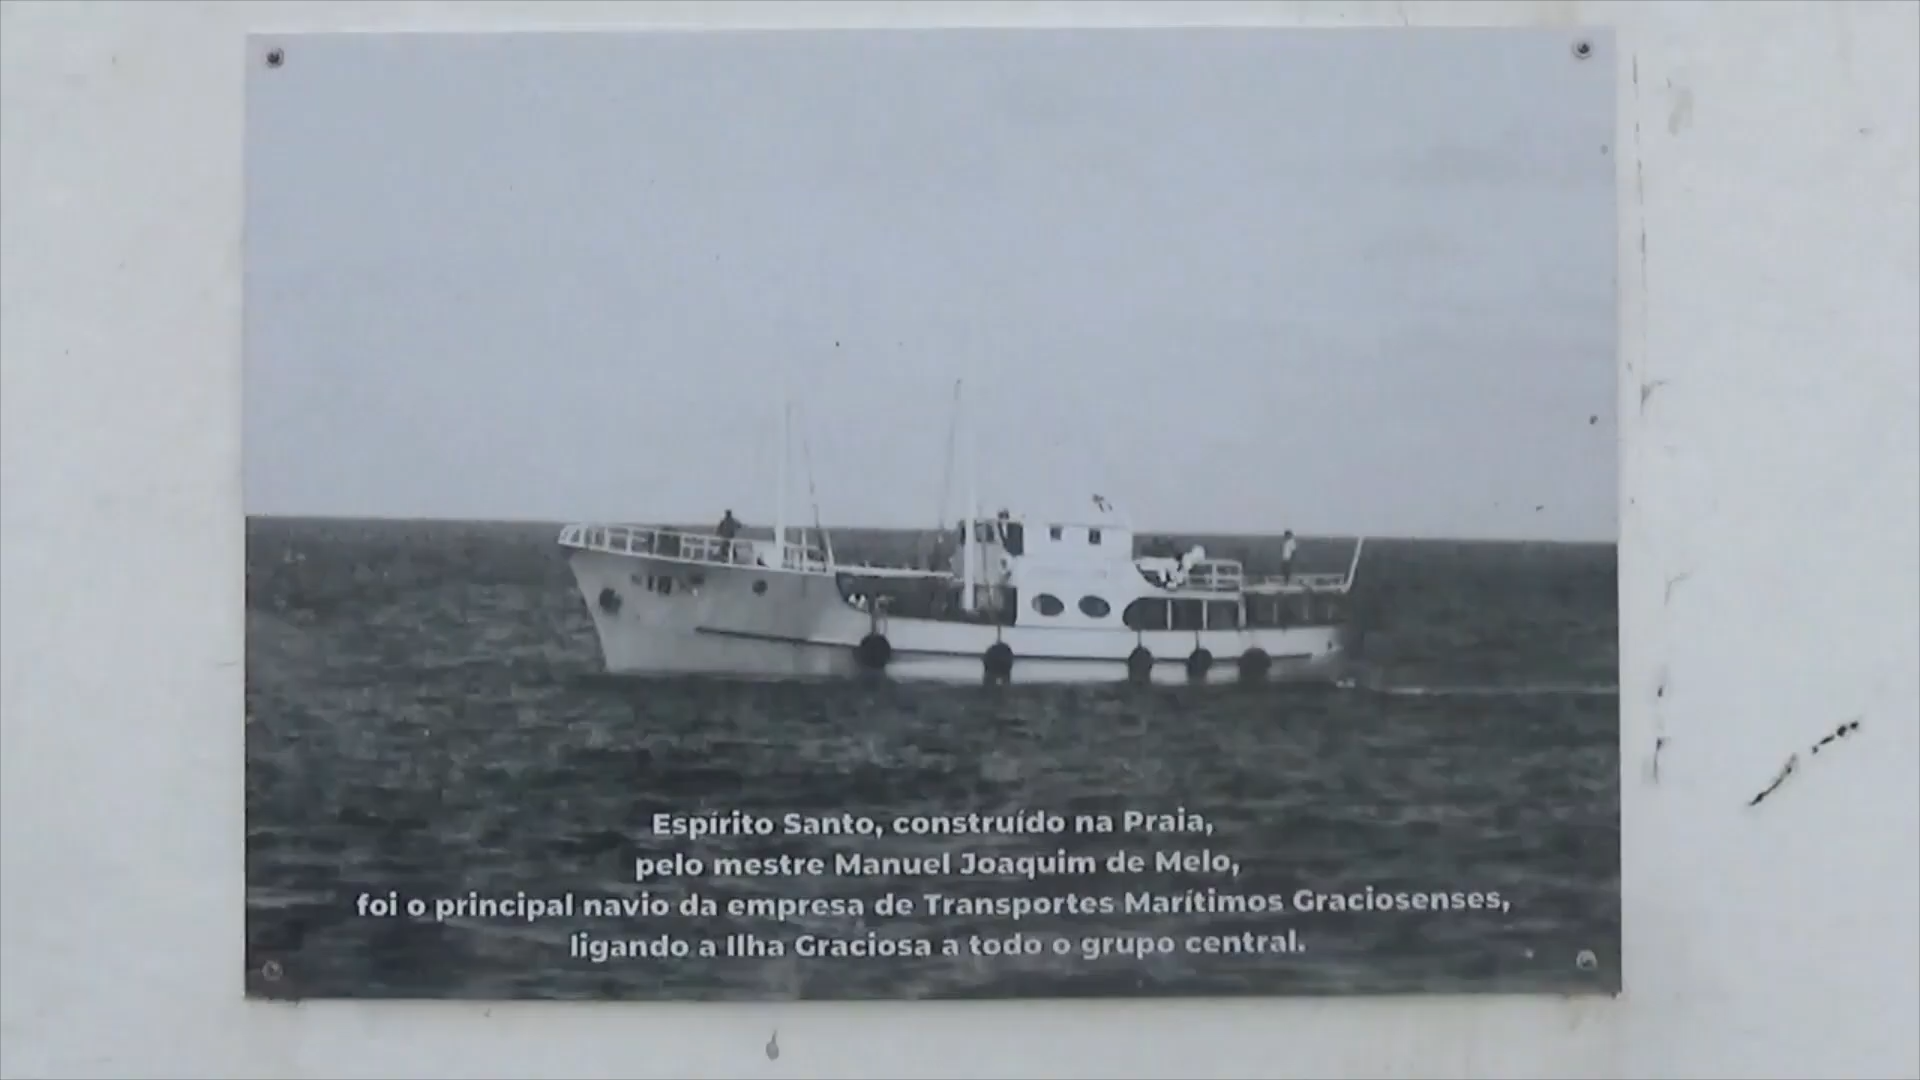 Espírito Santo, construído na Praia,
pelo mestre Manuel Joaquim de Melo,
foi o principal navio da empresa de Transportes Marítimos Graciosenses,
ligando a Ilha Graciosa a todo o grupo central.